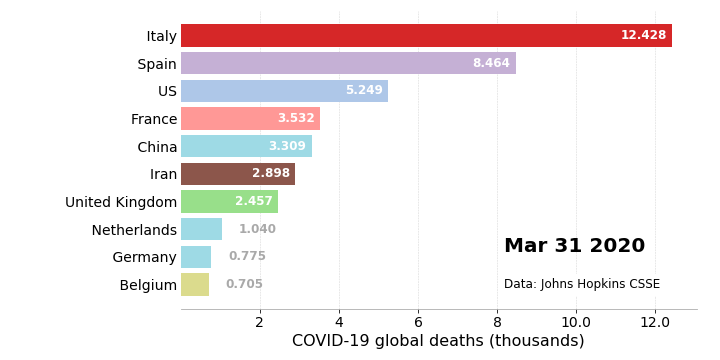 Italy 12.428
Spain 8.464
US 5.249
France 3.532
China 3.309
Iran 2.898
United Kingdom 2.457
Netherlands 1.040
Germany 0.775
Belgium 0.705
Mar 31 2020
Data: Johns Hopkins CSSE
2 4 6 8 10.0 12.0
COVID-19 global deaths (thousands)